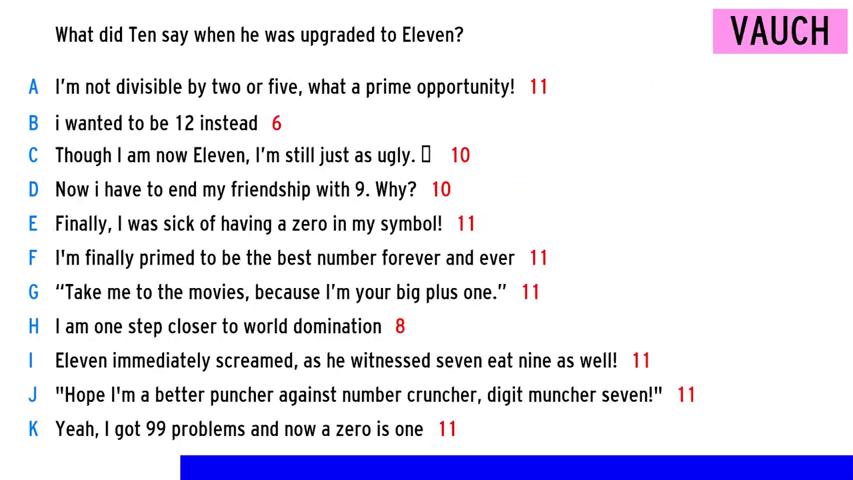 What did Ten say when he was upgraded to Eleven?
VAUCH
A I'm not divisible by two or five, what a prime opportunity! 11
B i wanted to be 12 instead 6
C Though I am now Eleven, I'm still just as ugly. 10
D Now i have to end my friendship with 9. Why? 10
E Finally, I was sick of having a zero in my symbol! 11
F I'm finally primed to be the best number forever and ever 11
G “Take me to the movies, because I'm your big plus one.” 11
H I am one step closer to world domination 8
I Eleven immediately screamed, as he witnessed seven eat nine as well! 11
J "Hope I'm a better puncher against number cruncher, digit muncher seven!" 11
K Yeah, I got 99 problems and now a zero is one 11